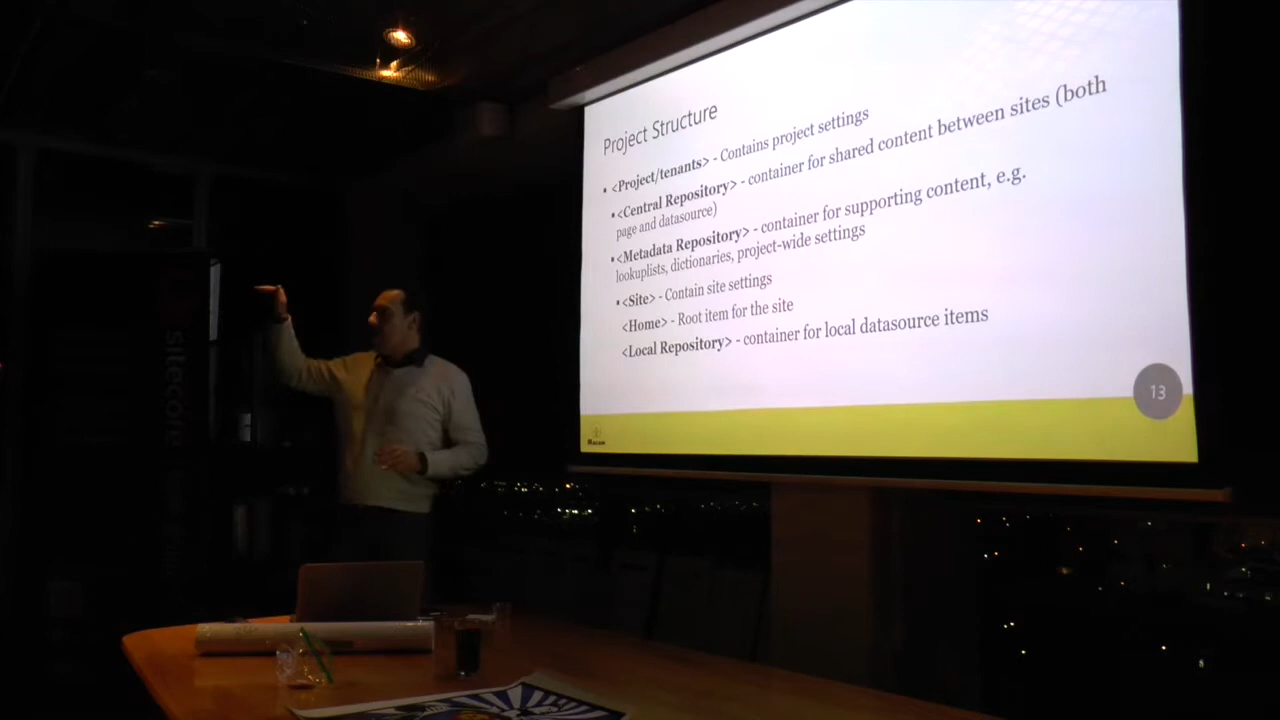 Project Structure
▪ <Project/tenants> - Contains project settings
▪ <Central Repository> - container for shared content between sites (both
page and datasource)
▪ <Metadata Repository> - container for supporting content, e.g.
lookuplists, dictionaries, project-wide settings
▪ <Site> - Contain site settings
<Home> - Root item for the site
<Local Repository> - container for local datasource items
13
sitecore